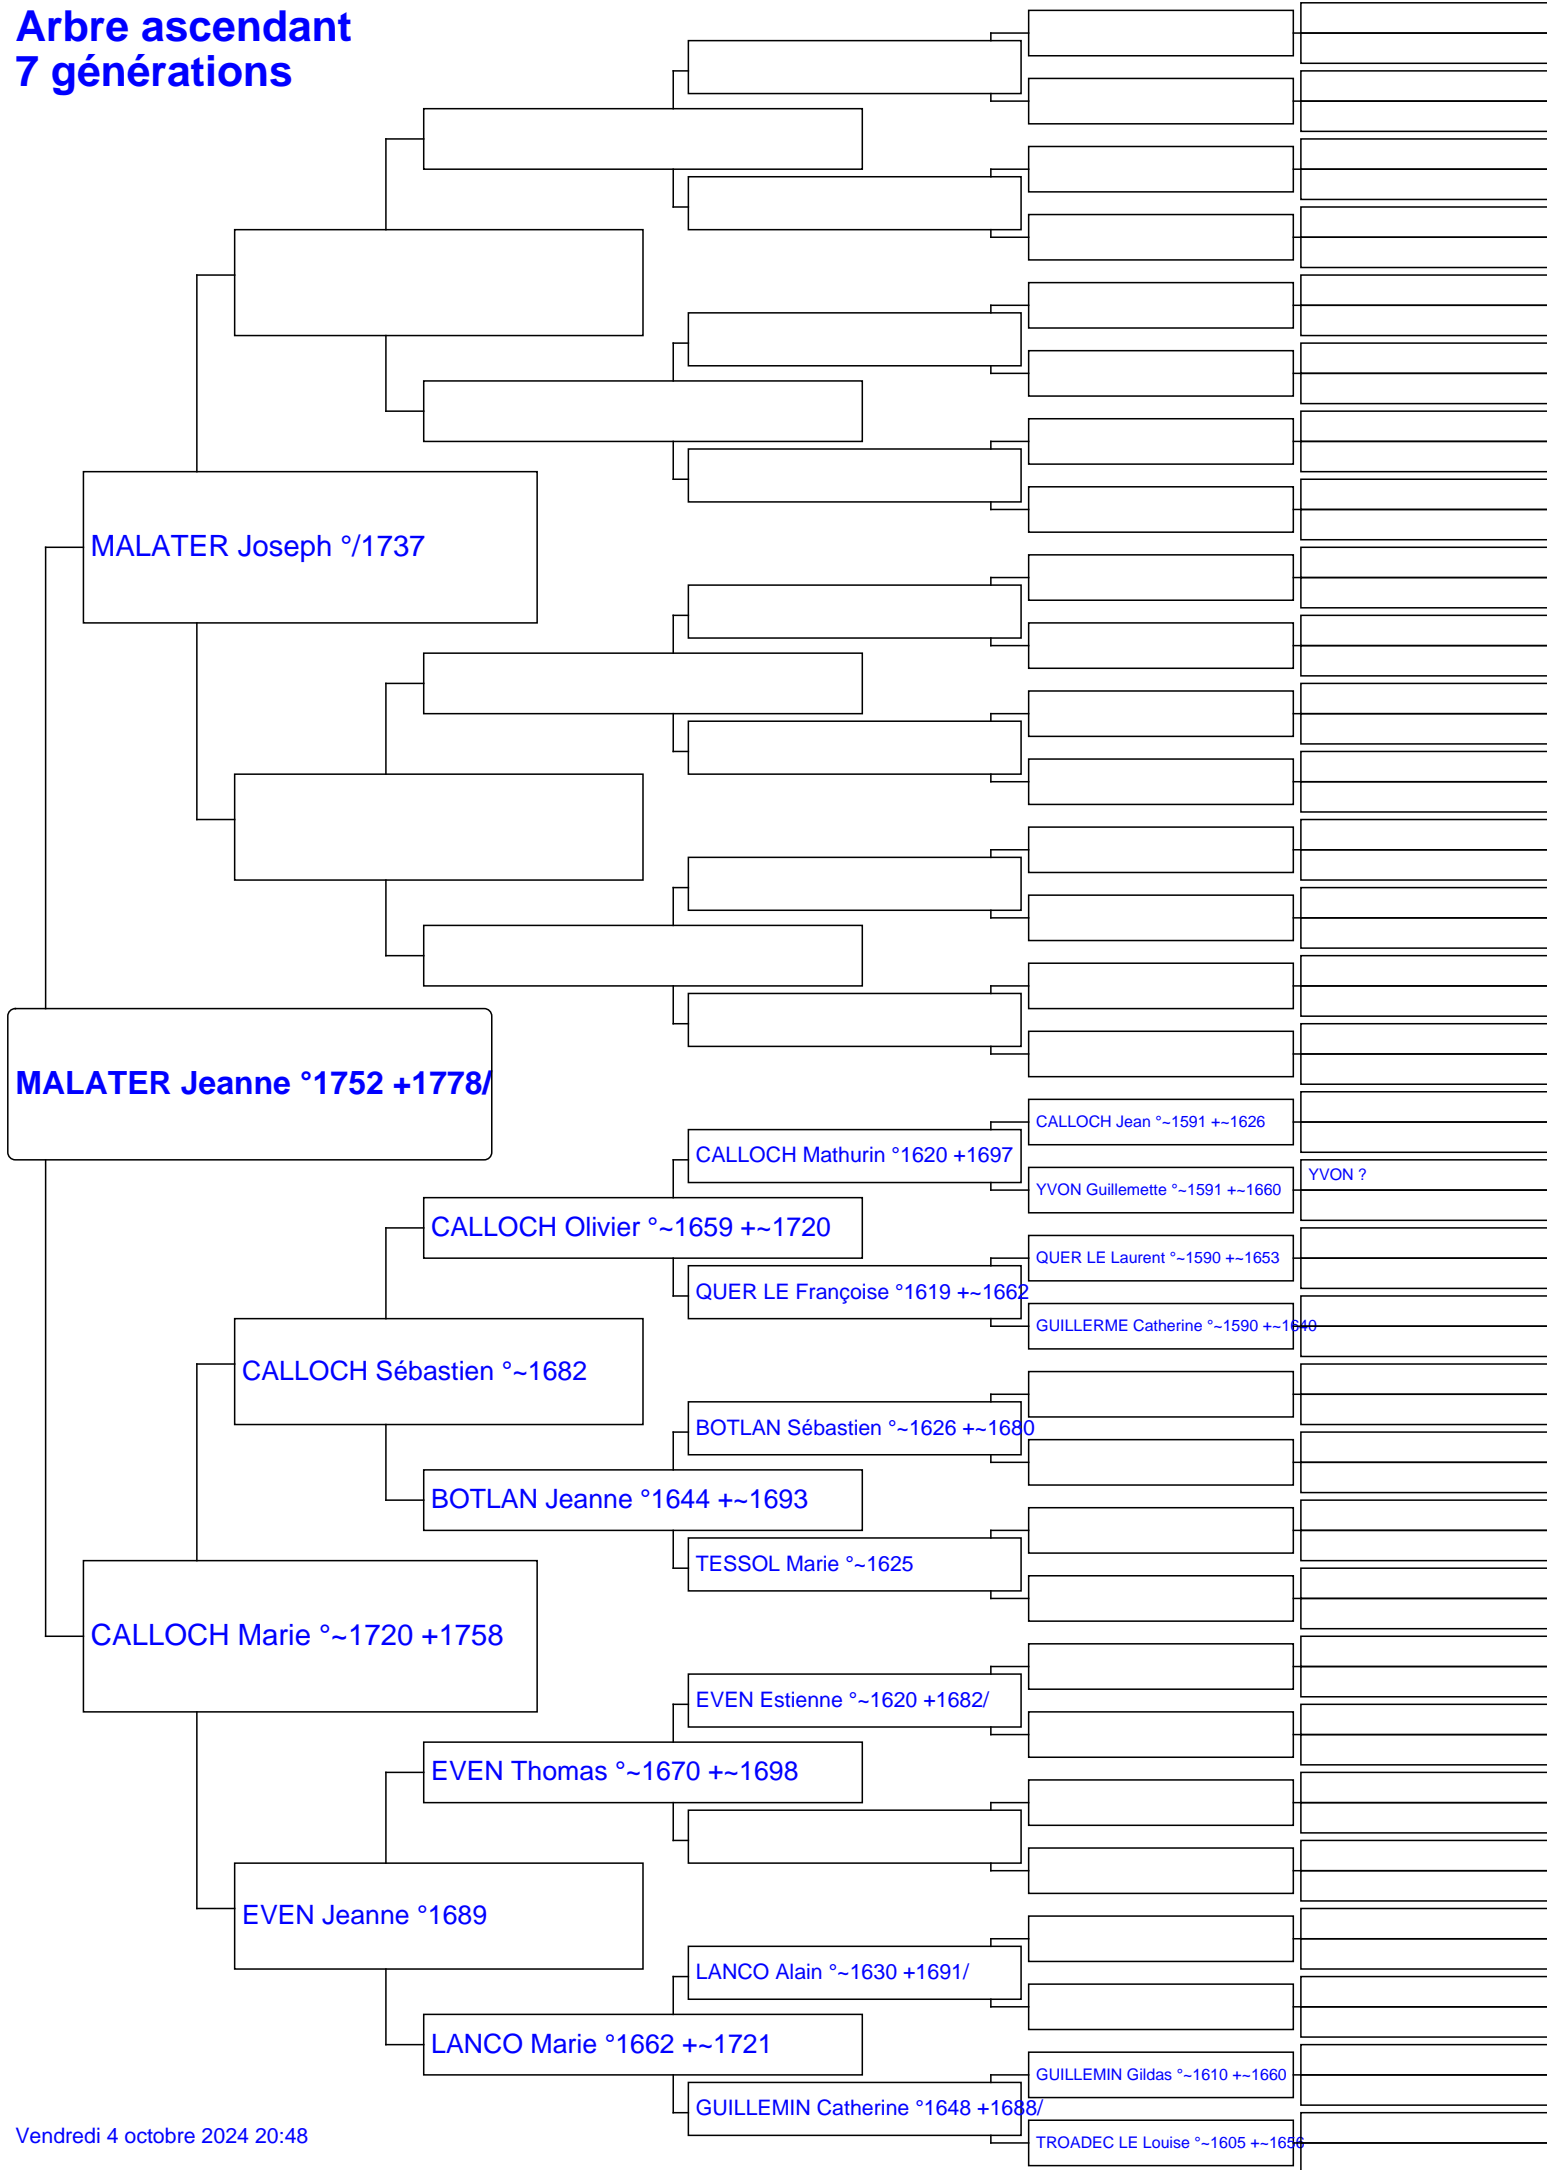 Arbre ascendant
7 générations
MALATER Joseph °/1737
MALATER Jeanne °1752 +1778/
CALLOCH Jean °~1591 +~1626
CALLOCH Mathurin °1620 +1697
YVON ?
YVON Guillemette °~1591 +~1660
CALLOCH Olivier °~1659 +~1720
QUER LE Laurent °~1590 +~1653
QUER LE Françoise °1619 +~1662
GUILLERME Catherine °~1590 +~1640
CALLOCH Sébastien °~1682
BOTLAN Sébastien °~1626 +~1680
BOTLAN Jeanne °1644 +~1693
TESSOL Marie °~1625
CALLOCH Marie °~1720 +1758
EVEN Estienne °~1620 +1682/
EVEN Thomas °~1670 +~1698
EVEN Jeanne °1689
LANCO Alain °~1630 +1691/
LANCO Marie °1662 +~1721
GUILLEMIN Gildas °~1610 +~1660
GUILLEMIN Catherine °1648 +1688/
TROADEC LE Louise °~1605 +~1656
Vendredi 4 octobre 2024 20:48